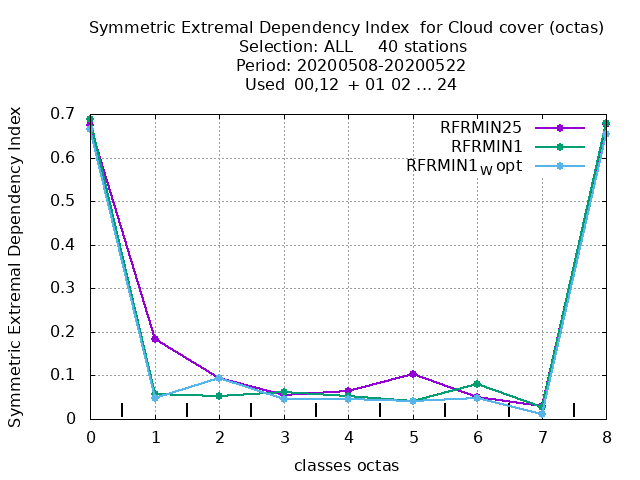 Symmetric Extremal Dependency Index for Cloud cover (octas)
Selection: ALL 40 stations
Period: 20200508-20200522
Used 00,12 + 01 02 ... 24
Symmetric Extremal Dependency Index
0.7
0.6
0.5
0.4
0.3
0.2
0.1
0
RFRMIN25
RFRMIN1
RFRMIN1W opt
0 1 2 3 4 5 6 7 8
classes octas